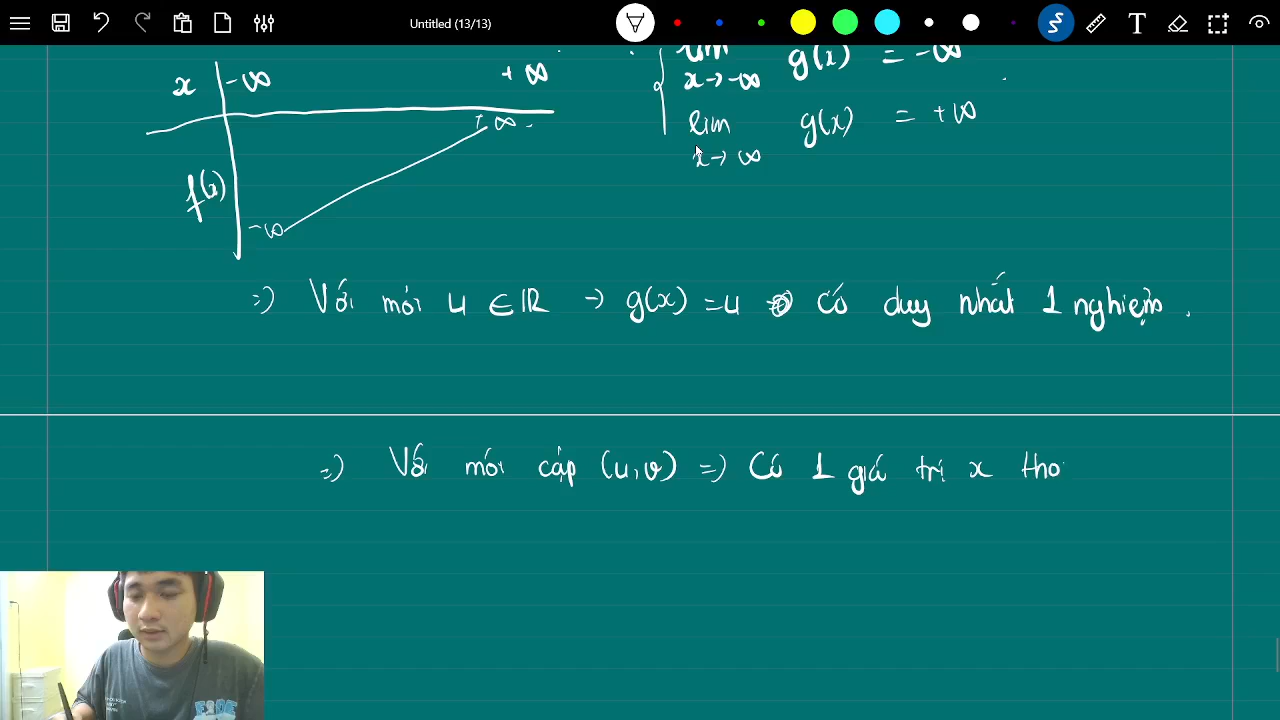 Untitled (13/13)
x -∞ +∞
lim g(x) = -∞
x→-∞
+∞
lim g(x) = +∞
x→∞
f(x)
-∞
=) Với mỗi u ∈ ℝ → g(x) = u có duy nhất 1 nghiệm.
=) Với mỗi cặp (u,v) =) Có 1 giá trị x tho